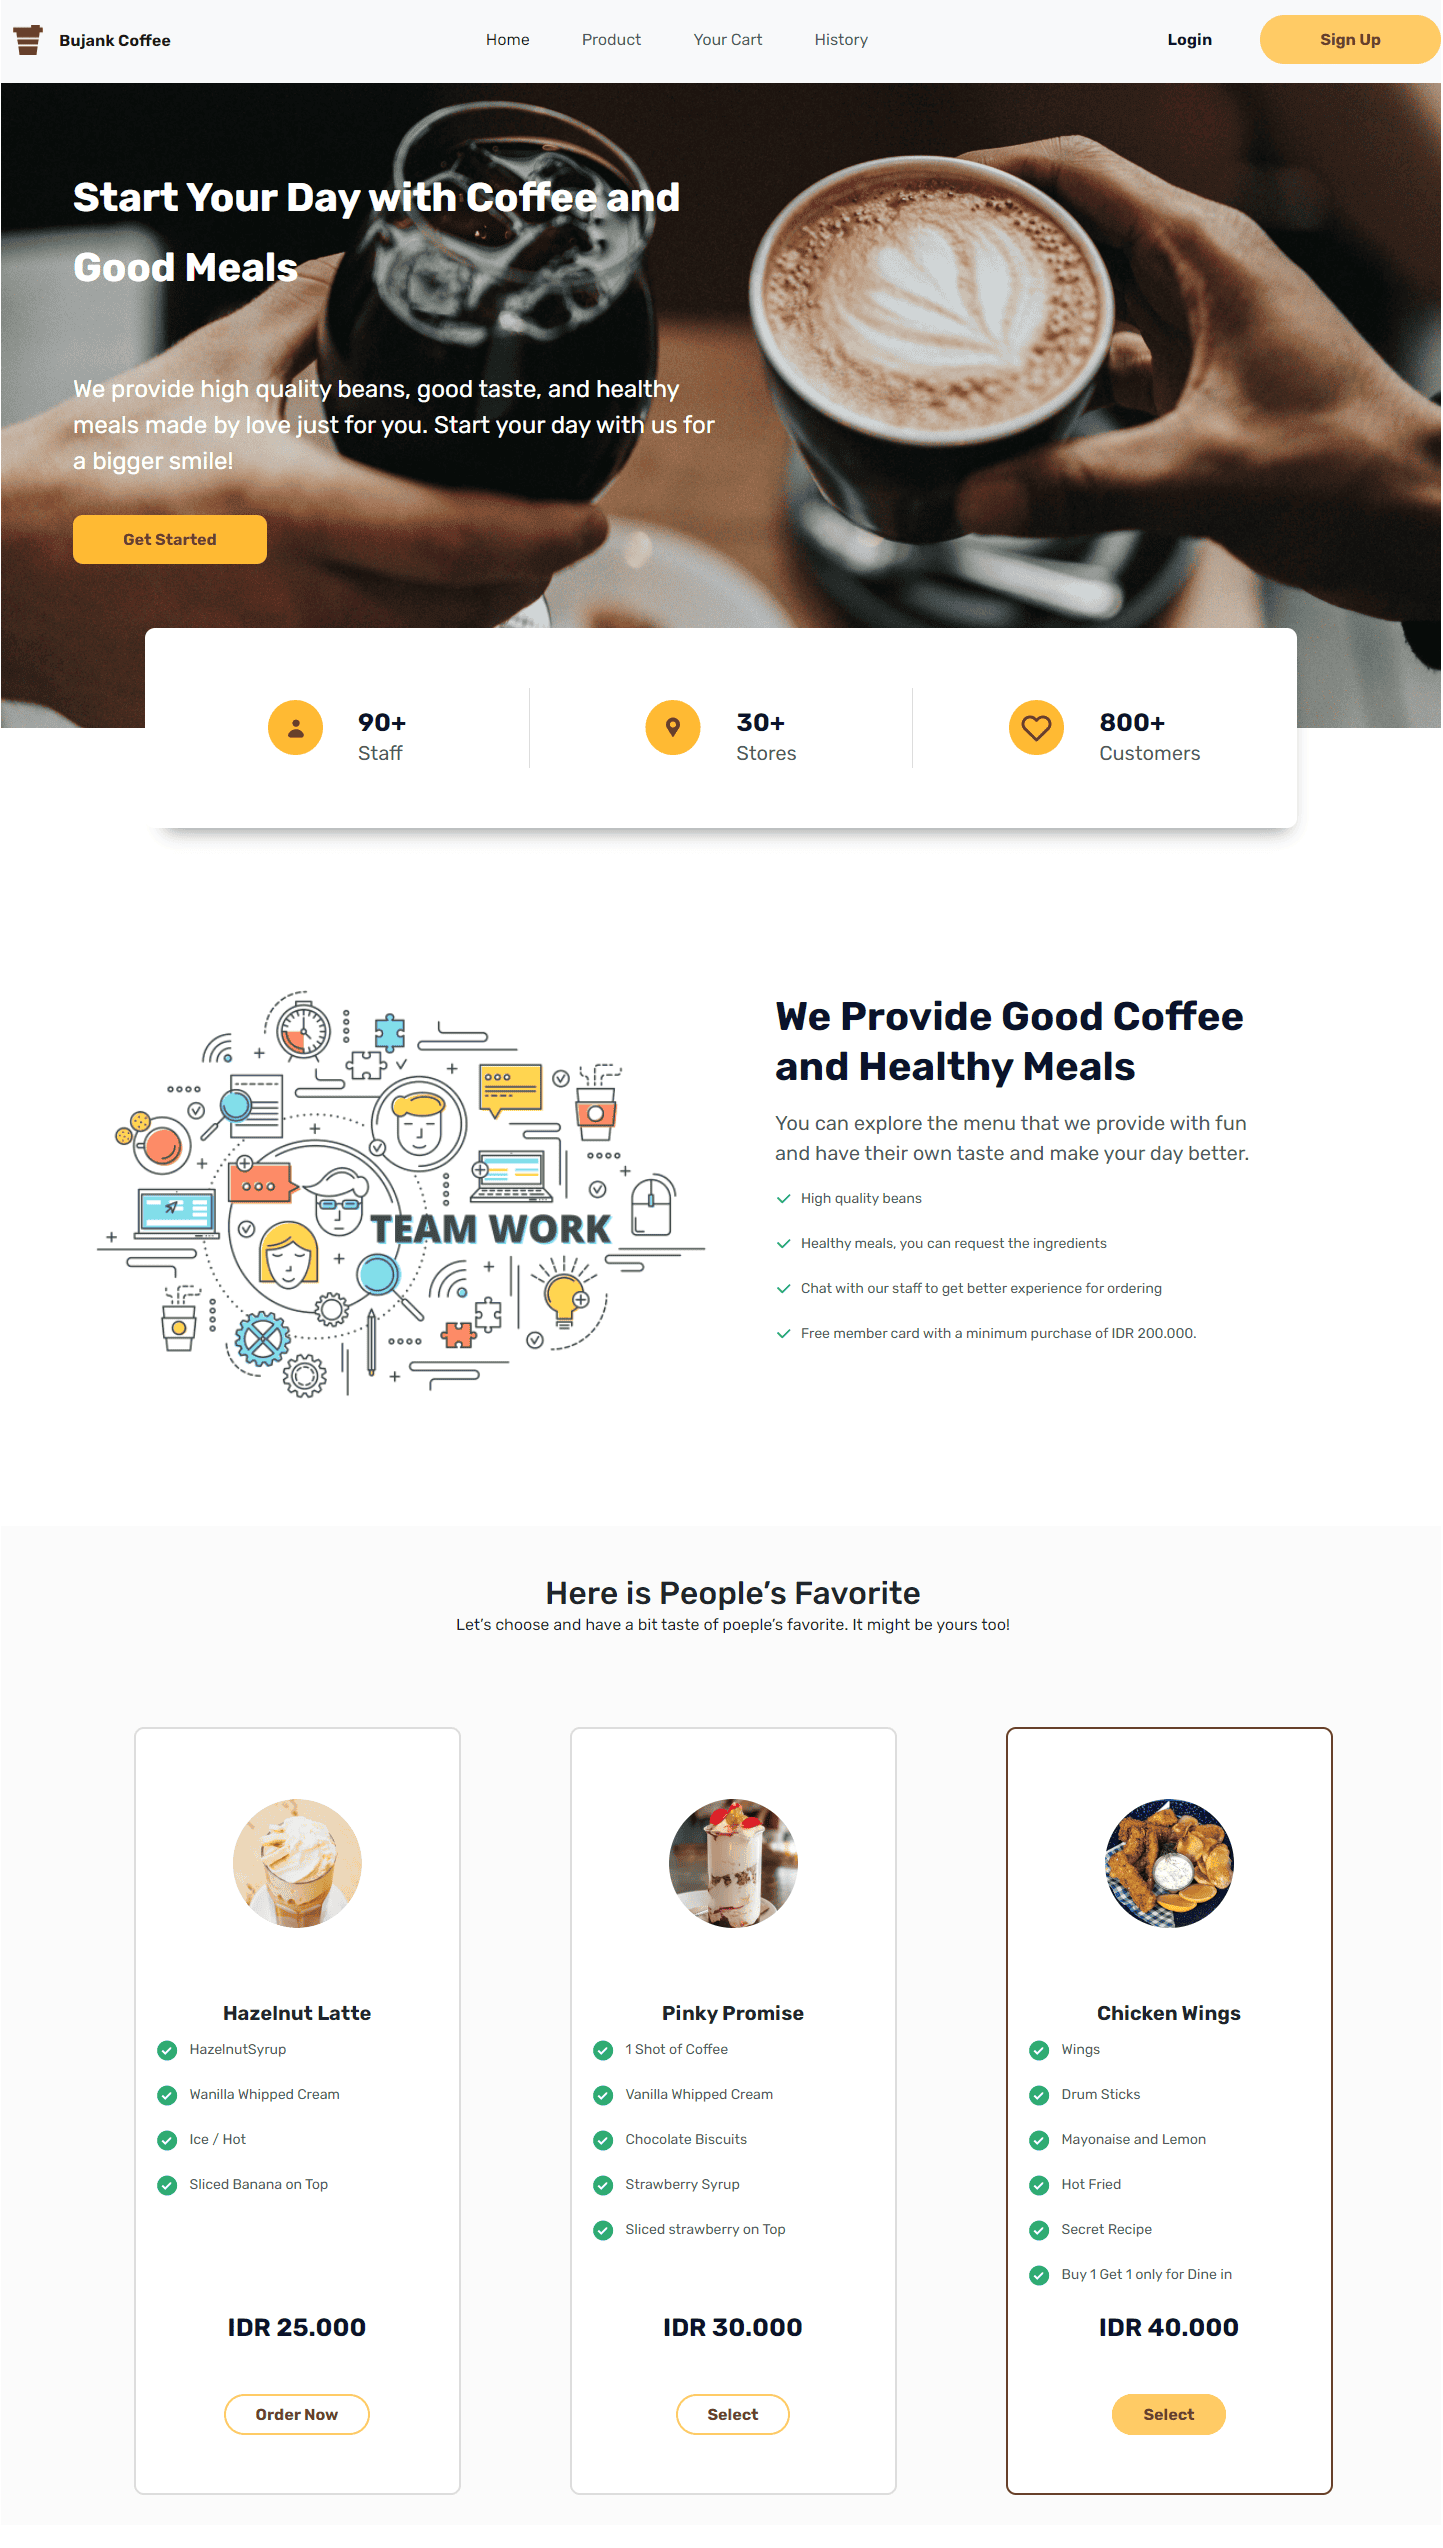 Bujank Coffee
Home Product Your Cart History
Login Sign Up
Start Your Day with Coffee and
Good Meals
We provide high quality beans, good taste, and healthy
meals made by love just for you. Start your day with us for
a bigger smile!
Get Started
90+
Staff
30+
Stores
800+
Customers
TEAM WORK
We Provide Good Coffee
and Healthy Meals
You can explore the menu that we provide with fun
and have their own taste and make your day better.
High quality beans
Healthy meals, you can request the ingredients
Chat with our staff to get better experience for ordering
Free member card with a minimum purchase of IDR 200.000.
Here is People’s Favorite
Let’s choose and have a bit taste of poeple’s favorite. It might be yours too!
Hazelnut Latte
HazelnutSyrup
Wanilla Whipped Cream
Ice / Hot
Sliced Banana on Top
IDR 25.000
Order Now
Pinky Promise
1 Shot of Coffee
Vanilla Whipped Cream
Chocolate Biscuits
Strawberry Syrup
Sliced strawberry on Top
IDR 30.000
Select
Chicken Wings
Wings
Drum Sticks
Mayonaise and Lemon
Hot Fried
Secret Recipe
Buy 1 Get 1 only for Dine in
IDR 40.000
Select